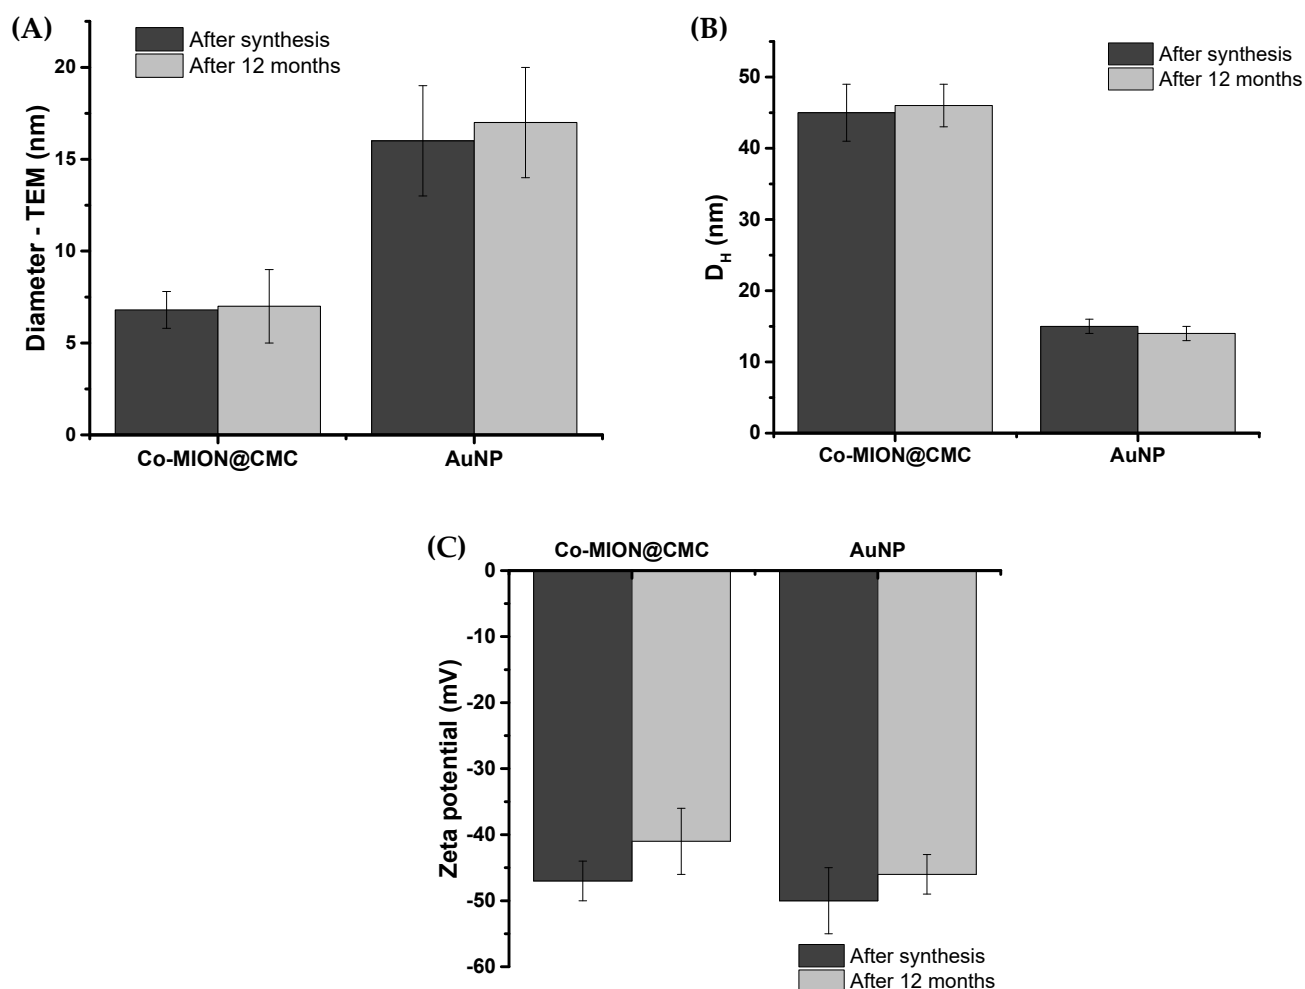 (A)
After synthesis
After 12 months
Diameter - TEM (nm)
20
15
10
5
0
Co-MION@CMC
AuNP
(B)
After synthesis
After 12 months
D_H (nm)
50
40
30
20
10
0
Co-MION@CMC
AuNP
(C)
Co-MION@CMC
AuNP
Zeta potential (mV)
0
-10
-20
-30
-40
-50
-60
After synthesis
After 12 months